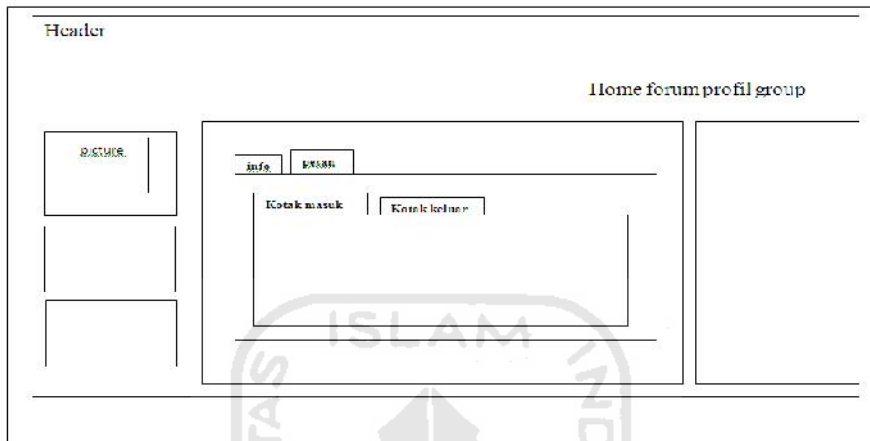 Header
Home forum profil group
picture
info pesan
Kotak masuk Kotak keluar
ISLAM